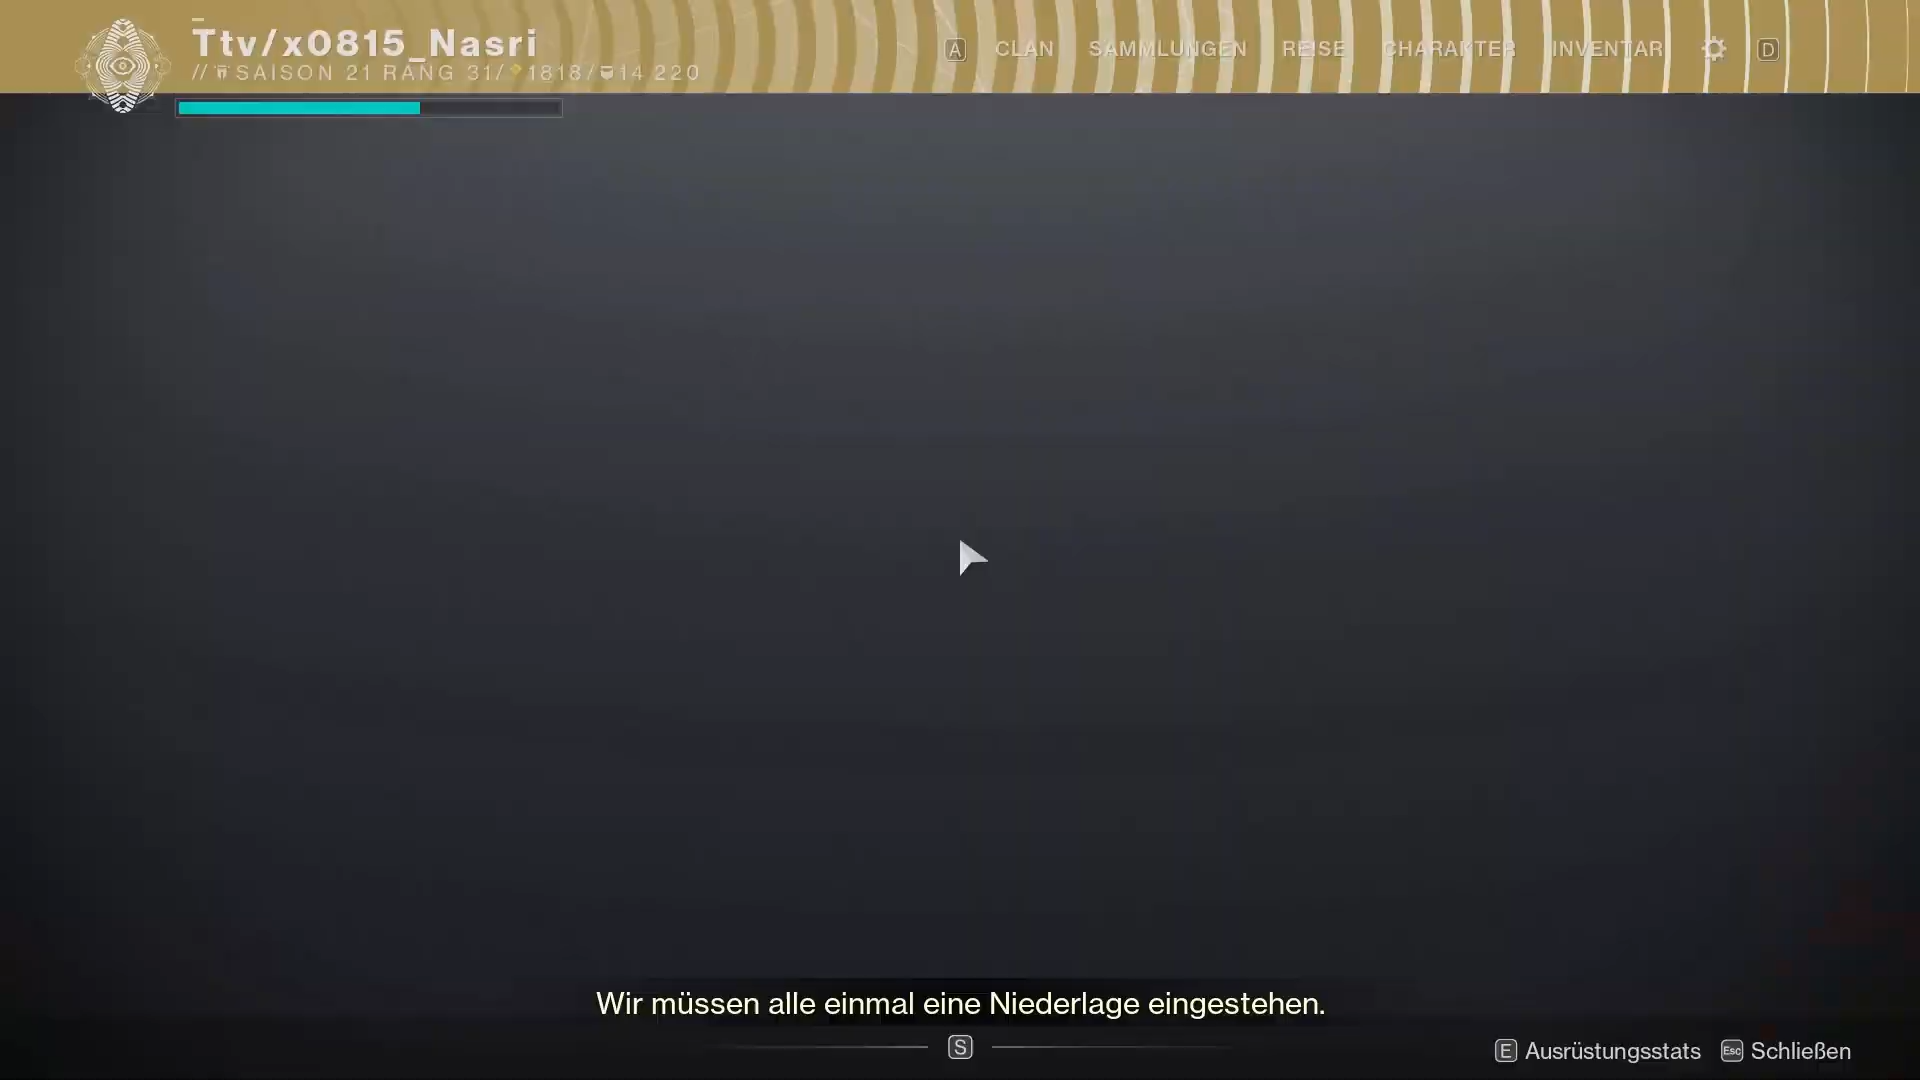 Ttv/x0815_Nasri
// SAISON 21 RANG 31/ 1818/ 14 220
A CLAN SAMMLUNGEN REISE CHARAKTER INVENTAR D
Wir müssen alle einmal eine Niederlage eingestehen.
S
E Ausrüstungsstats Esc Schließen